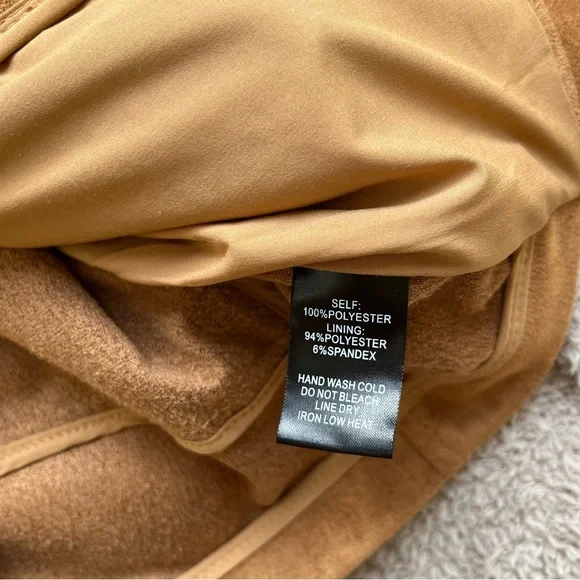 SELF:
100%POLYESTER
LINING:
94%POLYESTER
6%SPANDEX
HAND WASH COLD
DO NOT BLEACH
LINE DRY
IRON LOW HEAT